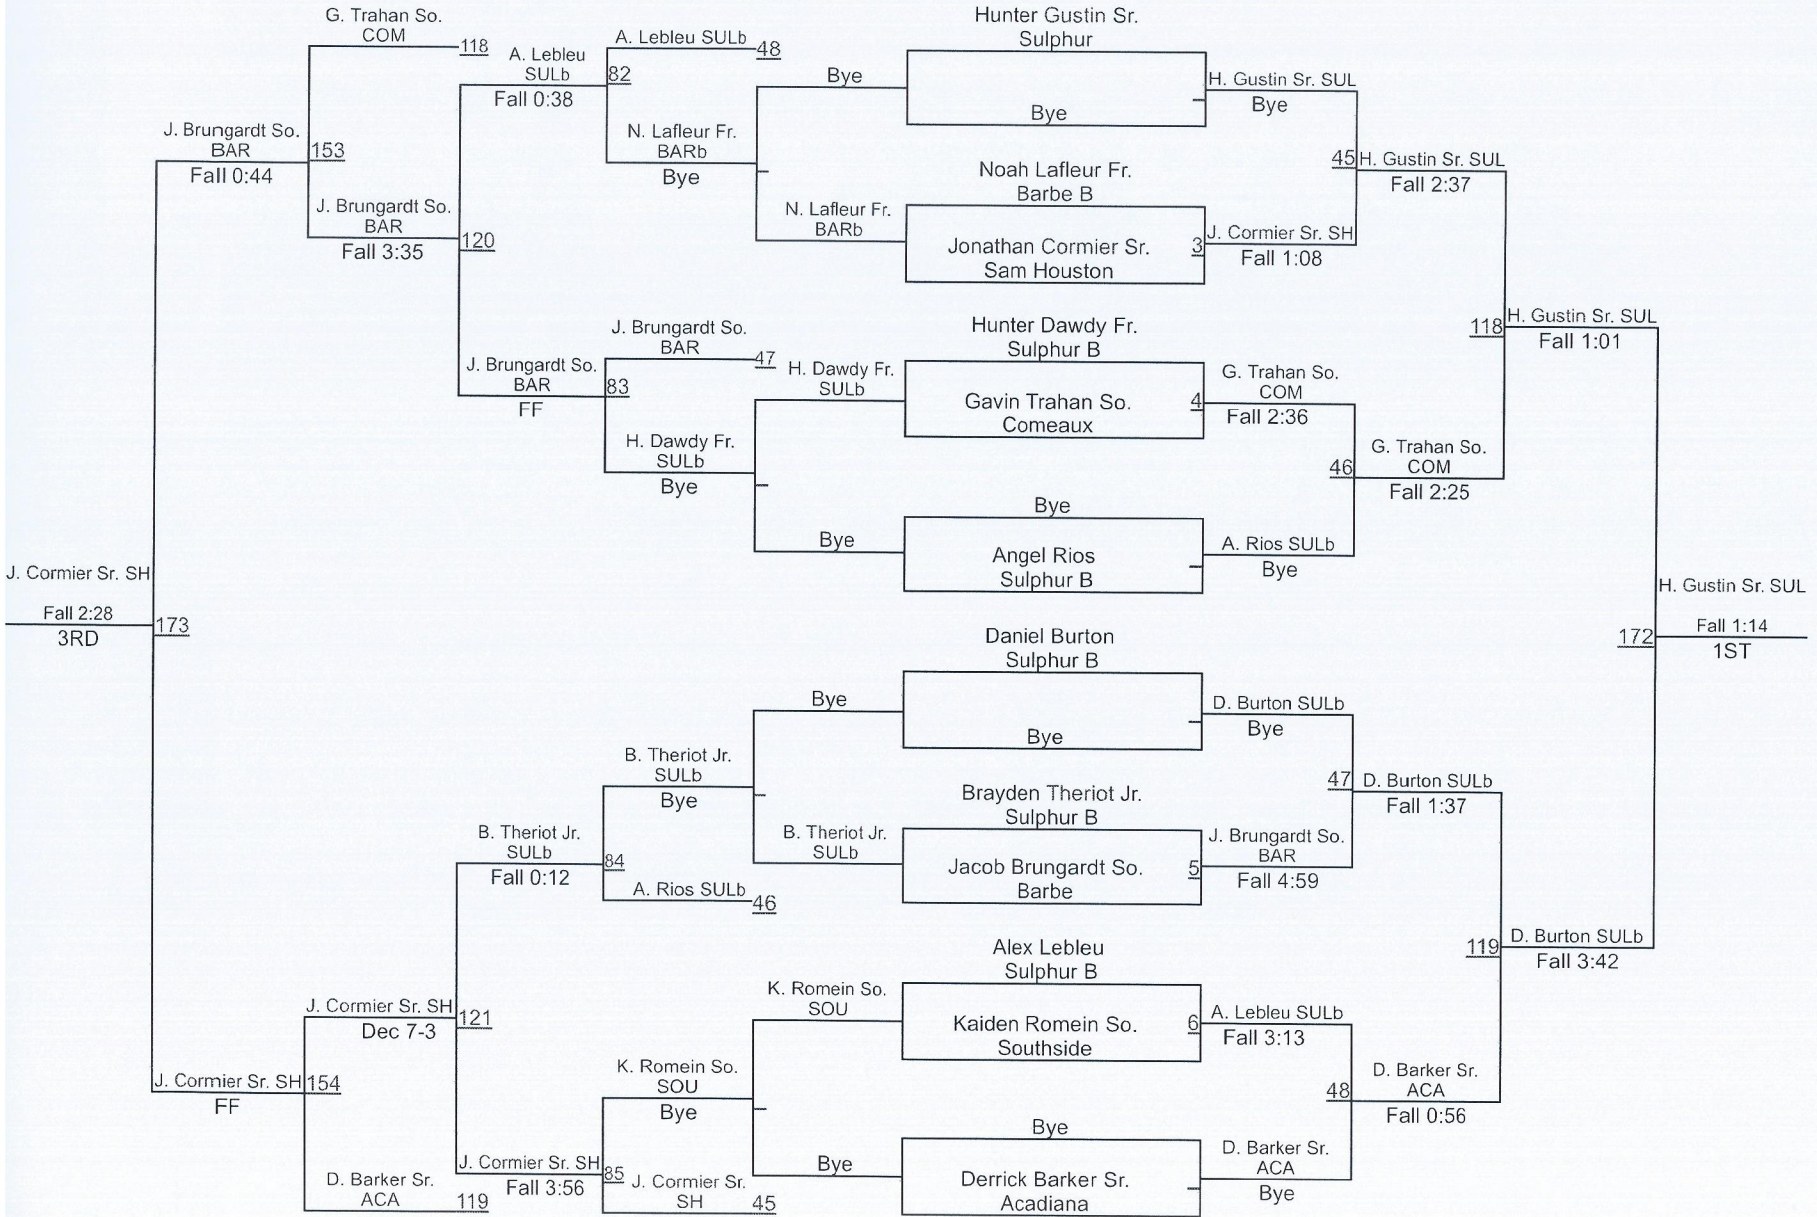 G. Trahan So.
COM
118
A. Lebleu
SULb
Fall 0:38
82
A. Lebleu SULb
48
N. Lafleur Fr.
BARb
Bye
Bye
N. Lafleur Fr.
BARb
J. Brungardt So.
BAR
Fall 0:44
153
J. Brungardt So.
BAR
Fall 3:35
120
J. Brungardt So.
BAR
FF
83
J. Brungardt So.
BAR
47
H. Dawdy Fr.
SULb
Bye
H. Dawdy Fr.
SULb
Bye
J. Cormier Sr. SH
Fall 2:28
3RD
173
B. Theriot Jr.
SULb
Fall 0:12
84
B. Theriot Jr.
SULb
Bye
Bye
B. Theriot Jr.
SULb
A. Rios SULb
46
J. Cormier Sr. SH
Dec 7-3
121
J. Cormier Sr. SH
FF
154
D. Barker Sr.
ACA
119
J. Cormier Sr. SH
Fall 3:56
85
K. Romein So.
SOU
Bye
K. Romein So.
SOU
Bye
J. Cormier Sr.
SH
45
Hunter Gustin Sr.
Sulphur
Bye
H. Gustin Sr. SUL
Bye
Noah Lafleur Fr.
Barbe B
Jonathan Cormier Sr.
Sam Houston
3
J. Cormier Sr. SH
Fall 1:08
45
H. Gustin Sr. SUL
Fall 2:37
Hunter Dawdy Fr.
Sulphur B
Gavin Trahan So.
Comeaux
4
G. Trahan So.
COM
Fall 2:36
46
G. Trahan So.
COM
Fall 2:25
Bye
Angel Rios
Sulphur B
A. Rios SULb
Bye
118
H. Gustin Sr. SUL
Fall 1:01
Daniel Burton
Sulphur B
Bye
D. Burton SULb
Bye
Brayden Theriot Jr.
Sulphur B
Jacob Brungardt So.
Barbe
5
J. Brungardt So.
BAR
Fall 4:59
47
D. Burton SULb
Fall 1:37
Alex Lebleu
Sulphur B
Kaiden Romein So.
Southside
6
A. Lebleu SULb
Fall 3:13
48
D. Barker Sr.
ACA
Fall 0:56
Bye
Derrick Barker Sr.
Acadiana
D. Barker Sr.
ACA
Bye
119
D. Burton SULb
Fall 3:42
172
H. Gustin Sr. SUL
Fall 1:14
1ST